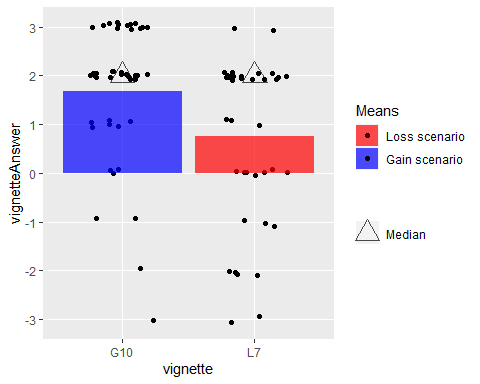 3
2
1
0
-1
-2
-3
vignetteAnswer
G10
L7
vignette
Means
Loss scenario
Gain scenario
Median